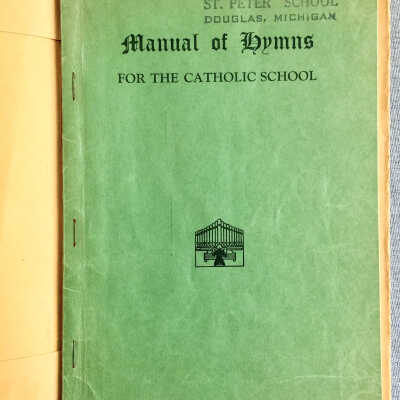 ST. PETER SCHOOL
DOUGLAS, MICHIGAN
Manual of Hymns
FOR THE CATHOLIC SCHOOL